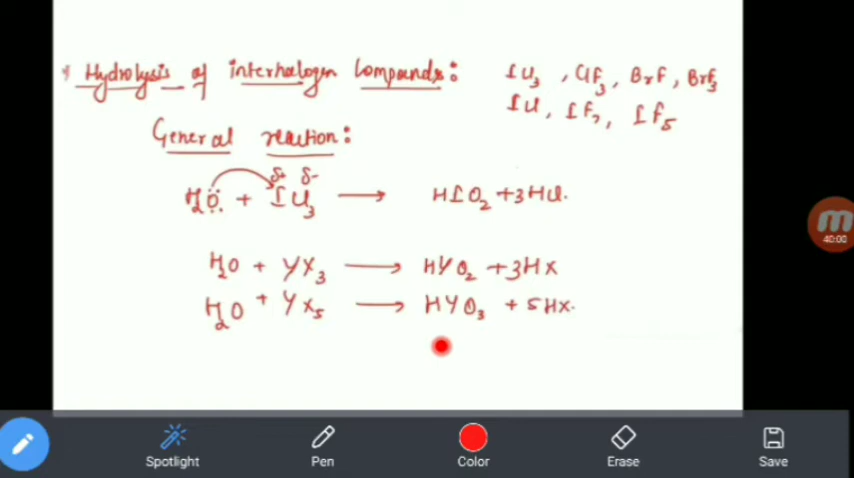 * Hydrolysis of interhalogen Compounds: ICl3, ClF3, BrF, BrF3
ICl, IF7, IF5
General reaction:
δ+ δ-
H2O + ICl3 → HIO2 + 3HCl.
H2O + YX3 → HYO2 + 3HX
H2O + YX5 → HYO3 + 5HX.
40:00
Spotlight Pen Color Erase Save